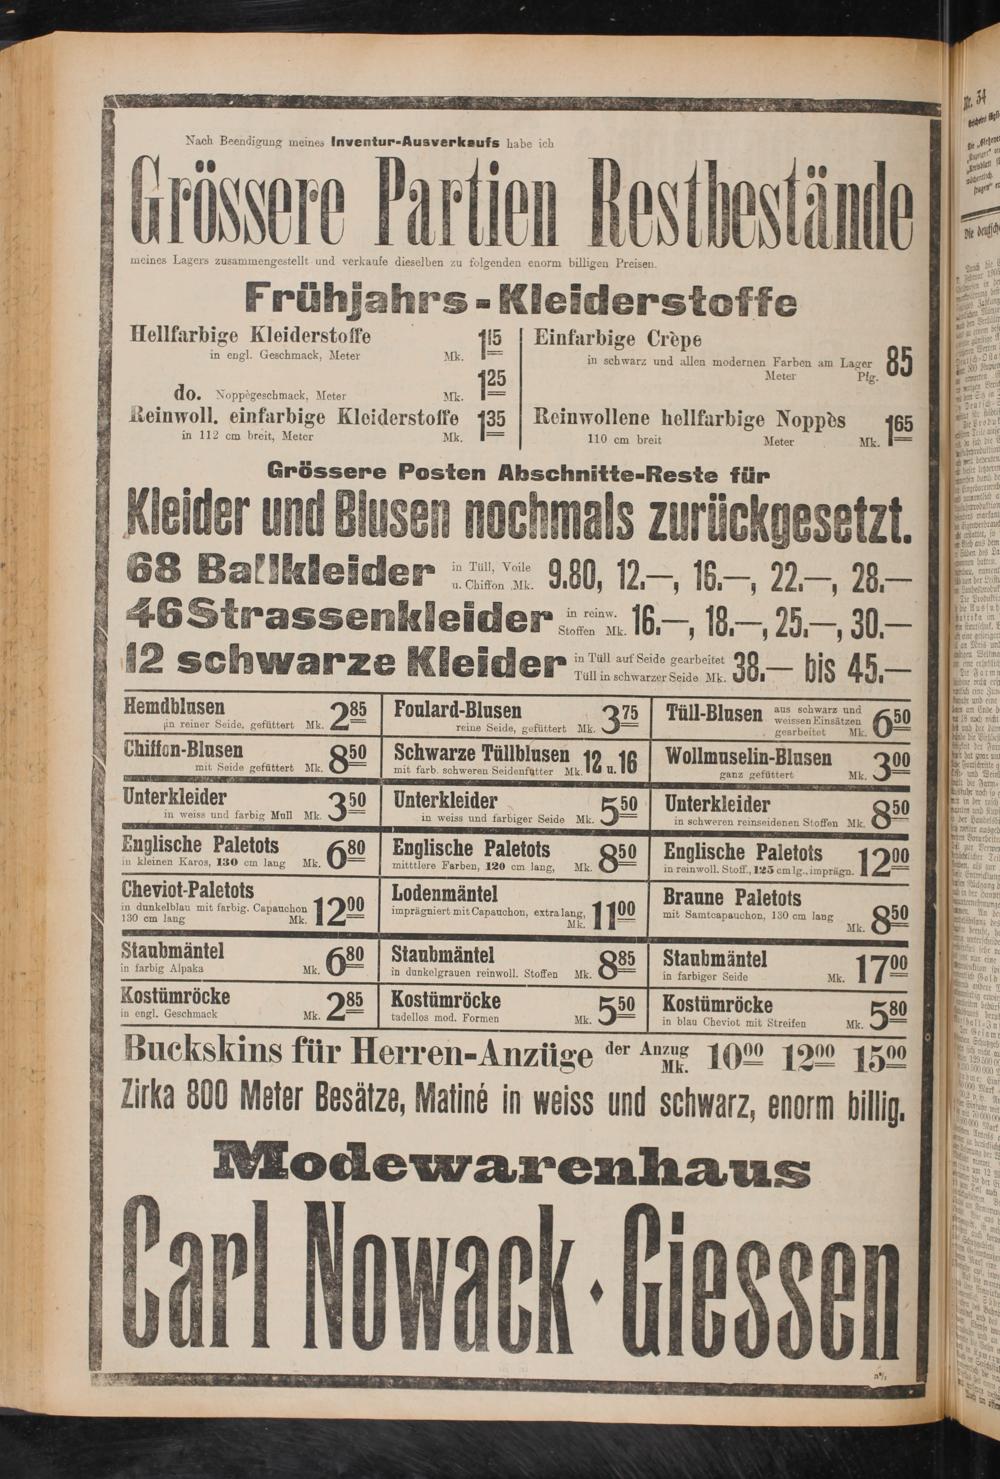 Nach Beendigung meines Inventur-Ausverkaufs habe ich
Grössere Partien Restbestände
meines Lagers zusammengestellt und verkaufe dieselben zu folgenden enorm billigen Preisen.
Frühjahrs-Kleiderstoffe
Hellfarbige Kleiderstoffe
in engl. Geschmack, Meter Mk. 1 15
do. Noppègeschmack, Meter Mk. 1 25
Reinwoll. einfarbige Kleiderstoffe
in 112 cm breit, Meter Mk. 1 35
Einfarbige Crèpe
in schwarz und allen modernen Farben am Lager
Meter Pfg. 85
Reinwollene hellfarbige Noppès
110 cm breit Meter Mk. 1 65
Grössere Posten Abschnitte-Reste für
Kleider und Blusen nochmals zurückgesetzt.
68 Ballkleider in Tüll, Voile u. Chiffon Mk. 9.80, 12.—, 16.—, 22.—, 28.—
46 Strassenkleider in reinw. Stoffen Mk. 16.—, 18.—, 25.—, 30.—
12 schwarze Kleider in Tüll auf Seide gearbeitet Tüll in schwarzer Seide Mk. 38.— bis 45.—
Hemdblusen
in reiner Seide, gefüttert Mk. 2 85
Foulard-Blusen
reine Seide, gefüttert Mk. 3 75
Tüll-Blusen aus schwarz und weissen Einsätzen
gearbeitet Mk. 6 50
Chiffon-Blusen
mit Seide gefüttert Mk. 8 50
Schwarze Tüllblusen
mit farb. schweren Seidenfutter Mk. 12 u. 16
Wollmuselin-Blusen
ganz gefüttert Mk. 3 00
Unterkleider
in weiss und farbig Mull Mk. 3 50
Unterkleider
in weiss und farbiger Seide Mk. 5 50
Unterkleider
in schweren reinseidenen Stoffen Mk. 8 50
Englische Paletots
in kleinen Karos, 130 cm lang Mk. 6 80
Englische Paletots
mitttlere Farben, 120 cm lang, Mk. 8 50
Englische Paletots
in reinwoll. Stoff., 125 cm lg., imprägn. 12 00
Cheviot-Paletots
in dunkelblau mit farbig. Capauchon
130 cm lang Mk. 12 00
Lodenmäntel
imprägniert mit Capauchon, extra lang,
Mk. 11 00
Braune Paletots
mit Samtcapauchon, 130 cm lang
Mk. 8 50
Staubmäntel
in farbig Alpaka Mk. 6 80
Staubmäntel
in dunkelgrauen reinwoll. Stoffen Mk. 8 85
Staubmäntel
in farbiger Seide Mk. 17 00
Kostümröcke
in engl. Geschmack Mk. 2 85
Kostümröcke
tadellos mod. Formen Mk. 5 50
Kostümröcke
in blau Cheviot mit Streifen Mk. 5 80
Buckskins für Herren-Anzüge der Anzug Mk. 10 00 12 00 15 00
Zirka 800 Meter Besätze, Matiné in weiss und schwarz, enorm billig.
Modewarenhaus
Carl Nowack · Giessen
Nr. 34